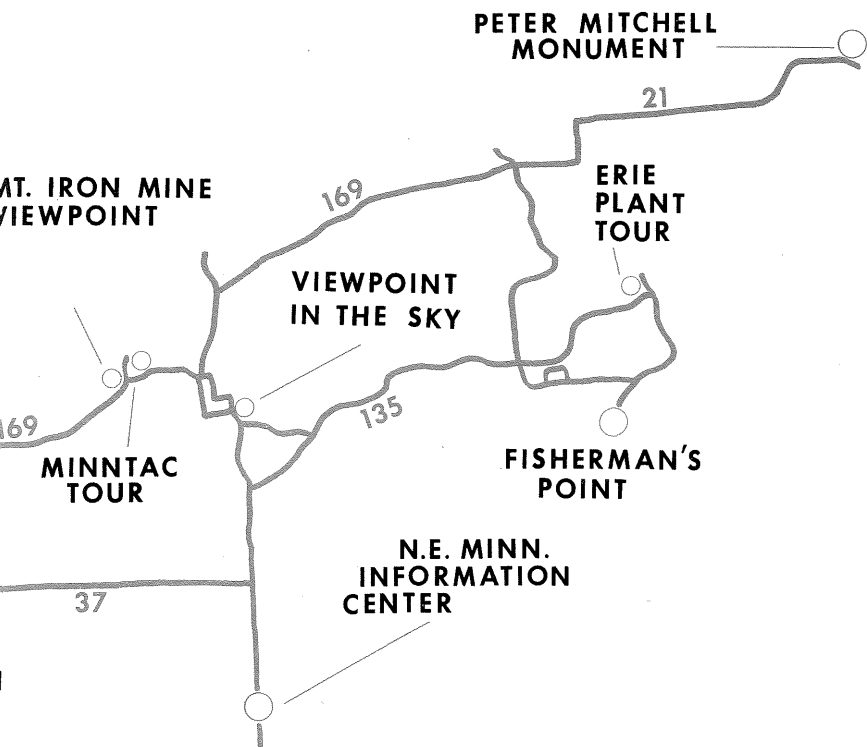 PETER MITCHELL
MONUMENT
21
169
ERIE
PLANT
TOUR
MT. IRON MINE
VIEWPOINT
VIEWPOINT
IN THE SKY
135
169
MINNTAC
TOUR
FISHERMAN'S
POINT
N.E. MINN.
INFORMATION
CENTER
37